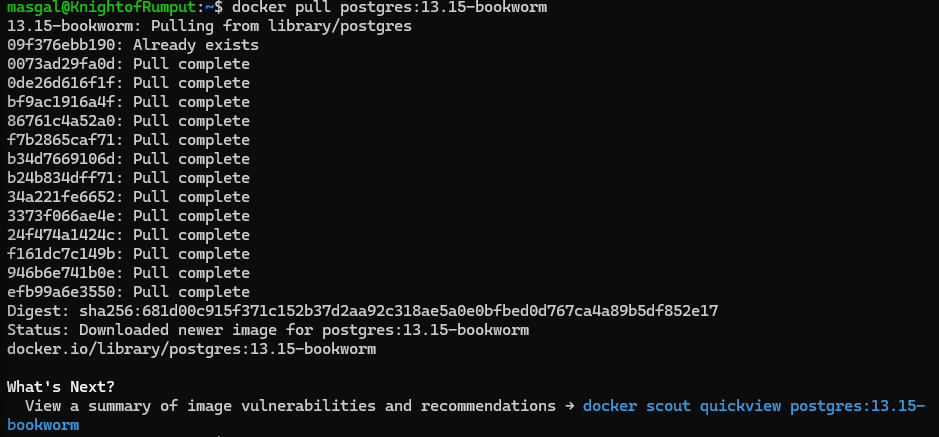 masgal@KnightofRumput:~$ docker pull postgres:13.15-bookworm
13.15-bookworm: Pulling from library/postgres
09f376ebb190: Already exists
0073ad29fa0d: Pull complete
0de26d616f1f: Pull complete
bf9ac1916a4f: Pull complete
86761c4a52a0: Pull complete
f7b2865caf71: Pull complete
b34d7669106d: Pull complete
b24b834dff71: Pull complete
34a221fe6652: Pull complete
3373f066ae4e: Pull complete
24f474a1424c: Pull complete
f161dc7c149b: Pull complete
946b6e741b0e: Pull complete
efb99a6e3550: Pull complete
Digest: sha256:681d00c915f371c152b37d2aa92c318ae5a0e0bfbed0d767ca4a89b5df852e17
Status: Downloaded newer image for postgres:13.15-bookworm
docker.io/library/postgres:13.15-bookworm
What's Next?
View a summary of image vulnerabilities and recommendations → docker scout quickview postgres:13.15-
bookworm